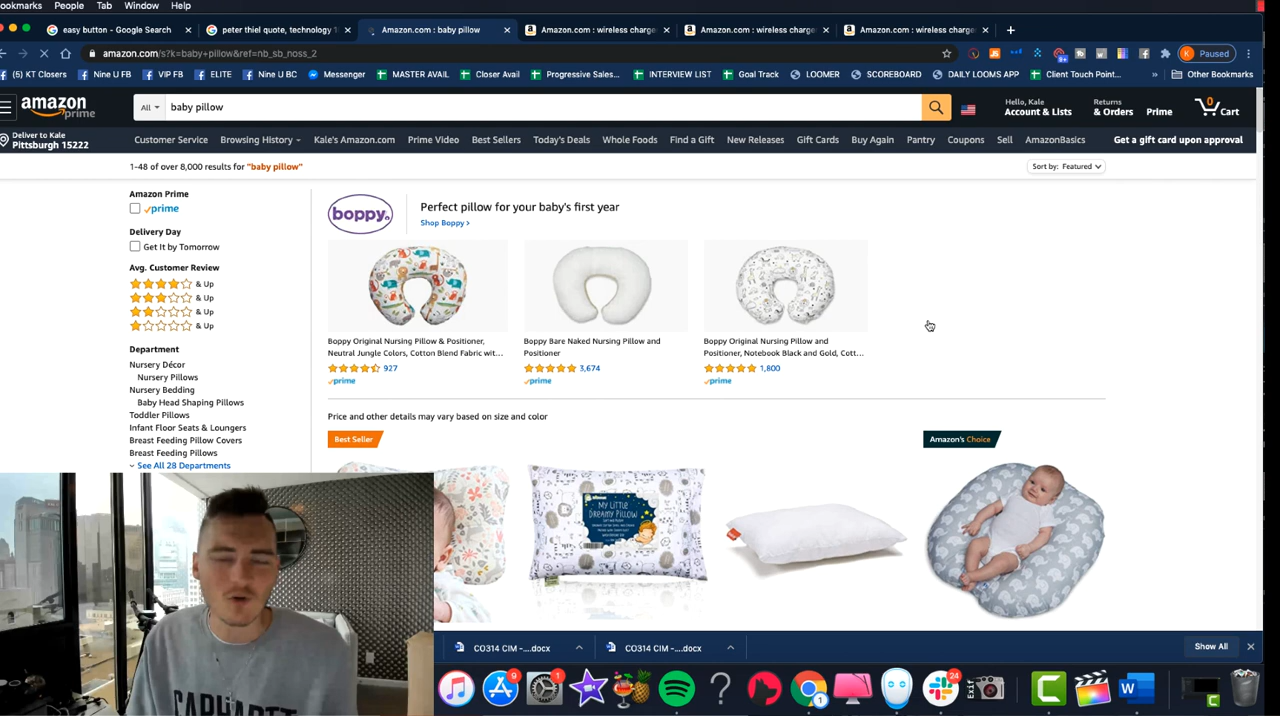 ookmarks People Tab Window Help
easy button - Google Search
peter thiel quote, technology
Amazon.com : baby pillow
Amazon.com : wireless charge
Amazon.com : wireless charge
Amazon.com : wireless charge
amazon.com/s?k=baby+pillow&ref=nb_sb_noss_2
Paused
(5) KT Closers Nine U FB VIP FB ELITE Nine U BC Messenger MASTER AVAIL Closer Avail Progressive Sales... INTERVIEW LIST Goal Track LOOMER SCOREBOARD DAILY LOOMS APP Client Touch Point... » Other Bookmarks
amazon prime
All
baby pillow
Hello, Kale
Account & Lists
Returns
& Orders
Prime
0
Cart
Deliver to Kale
Pittsburgh 15222
Customer Service Browsing History Kale's Amazon.com Prime Video Best Sellers Today's Deals Whole Foods Find a Gift New Releases Gift Cards Buy Again Pantry Coupons Sell AmazonBasics Get a gift card upon approval
1-48 of over 8,000 results for "baby pillow"
Sort by: Featured
Amazon Prime
prime
Delivery Day
Get It by Tomorrow
Avg. Customer Review
& Up
& Up
& Up
& Up
Department
Nursery Décor
Nursery Pillows
Nursery Bedding
Baby Head Shaping Pillows
Toddler Pillows
Infant Floor Seats & Loungers
Breast Feeding Pillow Covers
Breast Feeding Pillows
See All 28 Departments
boppy
Perfect pillow for your baby's first year
Shop Boppy >
Boppy Original Nursing Pillow & Positioner,
Neutral Jungle Colors, Cotton Blend Fabric wit...
927
prime
Boppy Bare Naked Nursing Pillow and
Positioner
3,674
prime
Boppy Original Nursing Pillow and
Positioner, Notebook Black and Gold, Cott...
1,800
prime
Price and other details may vary based on size and color
Best Seller
Amazon's Choice
MY LITTLE
DREAMY PILLOW
CARHARTT
CO314 CIM -....docx
CO314 CIM -....docx
Show All
9
1
1
24
Exif